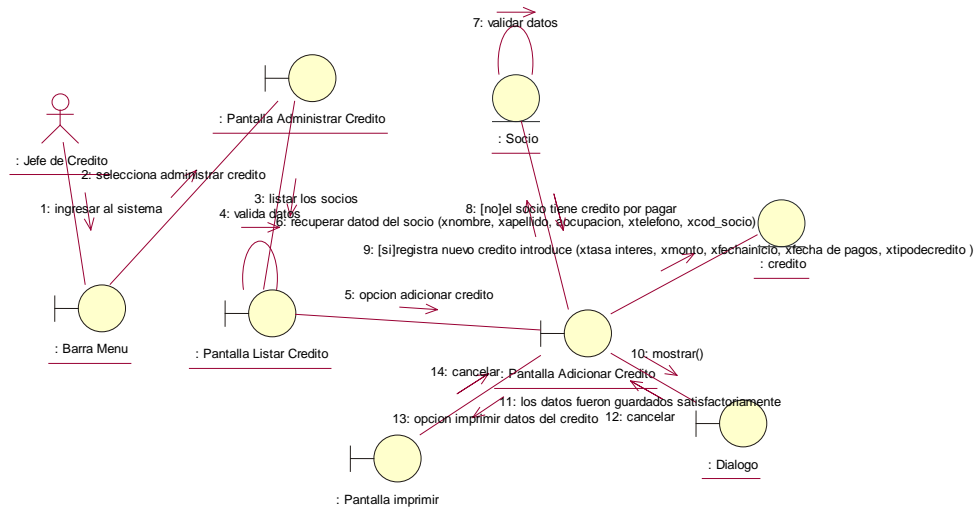 7: validar datos
: Pantalla Administrar Credito
: Socio
: Jefe de Credito
2: selecciona administrar credito
3: listar los socios
1: ingresar al sistema
4: valida datos
8: [no]el socio tiene credito por pagar
6: recuperar datod del socio (xnombre, xapellido, aocupacion, xtelefono, xcod_socio)
9: [si]registra nuevo credito introduce (xtasa interes, xmonto, xfechainicio, xfecha de pagos, xtipodecredito )
: credito
5: opcion adicionar credito
: Barra Menu
: Pantalla Listar Credito
10: mostrar()
14: cancelar
: Pantalla Adicionar Credito
11: los datos fueron guardados satisfactoriamente
13: opcion imprimir datos del credito
12: cancelar
: Dialogo
: Pantalla imprimir